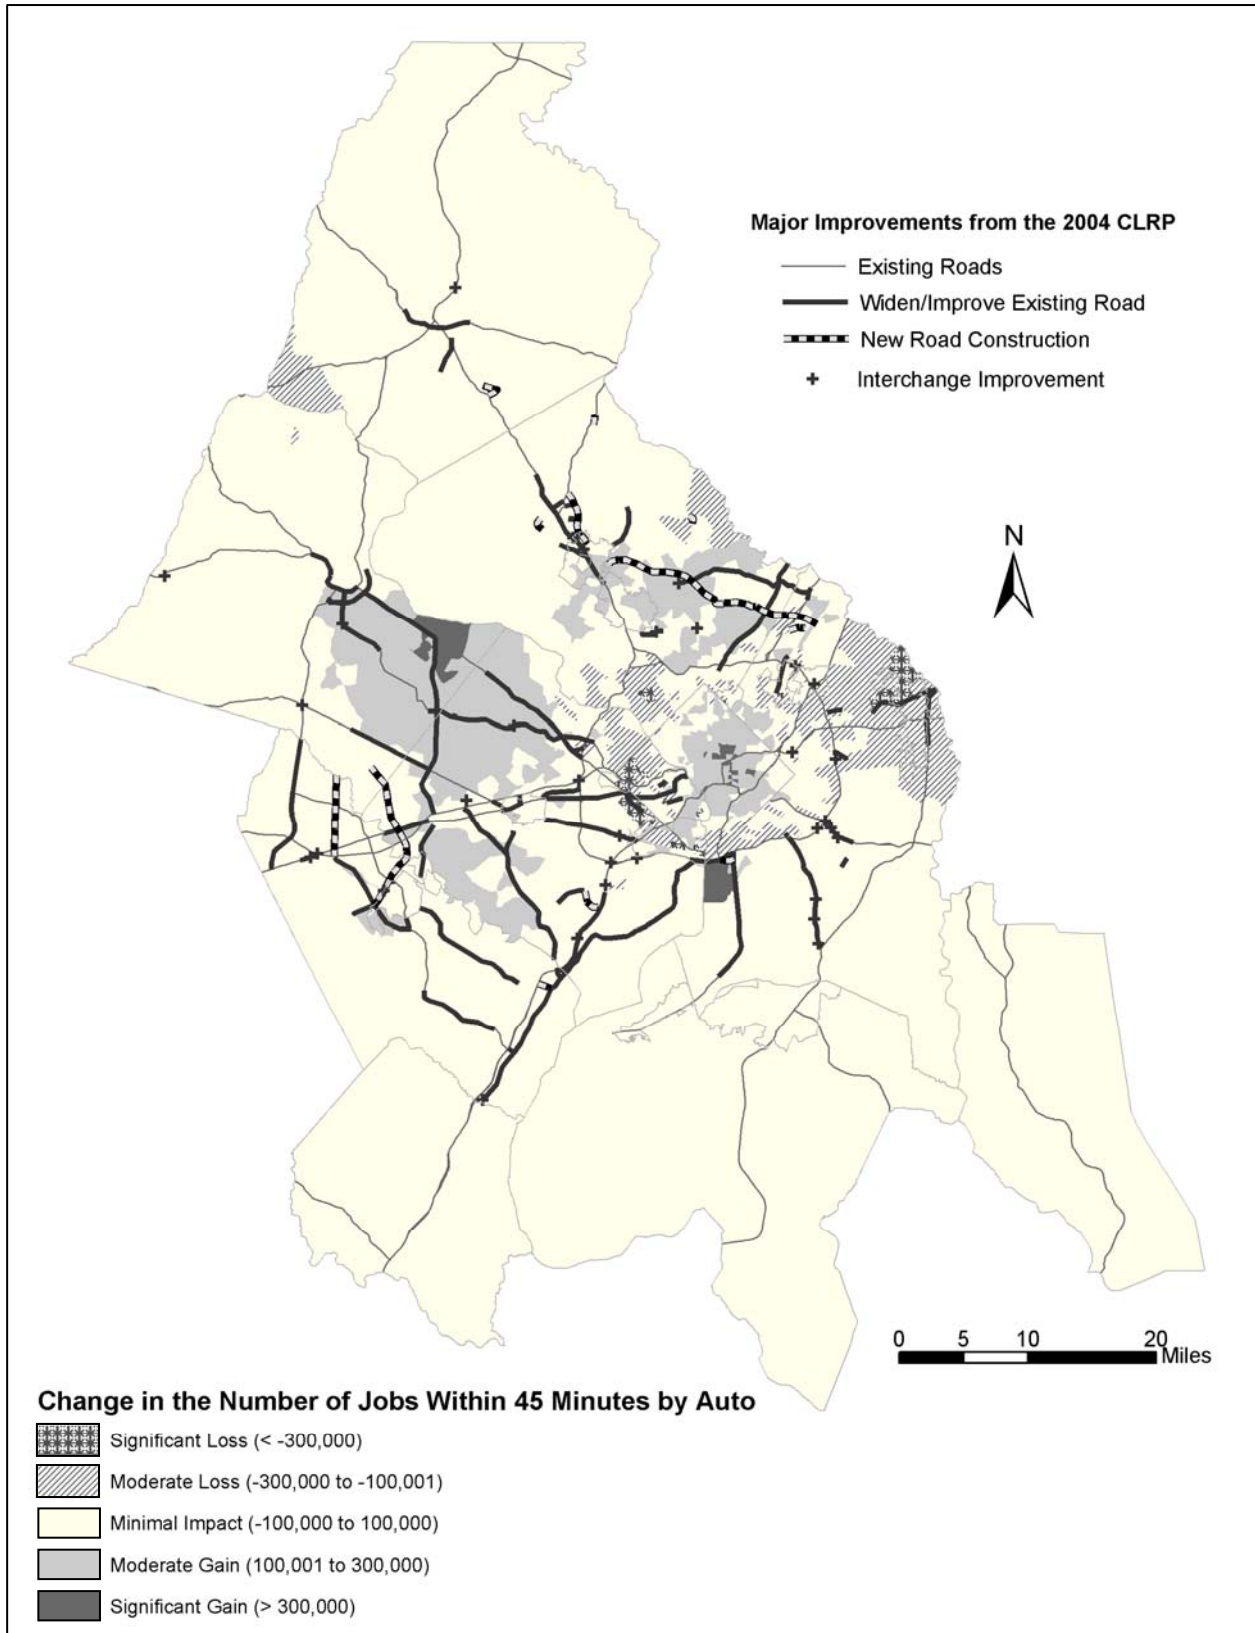 Major Improvements from the 2004 CLRP
Existing Roads
Widen/Improve Existing Road
New Road Construction
Interchange Improvement
N
0 5 10 20
Miles
Change in the Number of Jobs Within 45 Minutes by Auto
Significant Loss (< -300,000)
Moderate Loss (-300,000 to -100,001)
Minimal Impact (-100,000 to 100,000)
Moderate Gain (100,001 to 300,000)
Significant Gain (> 300,000)